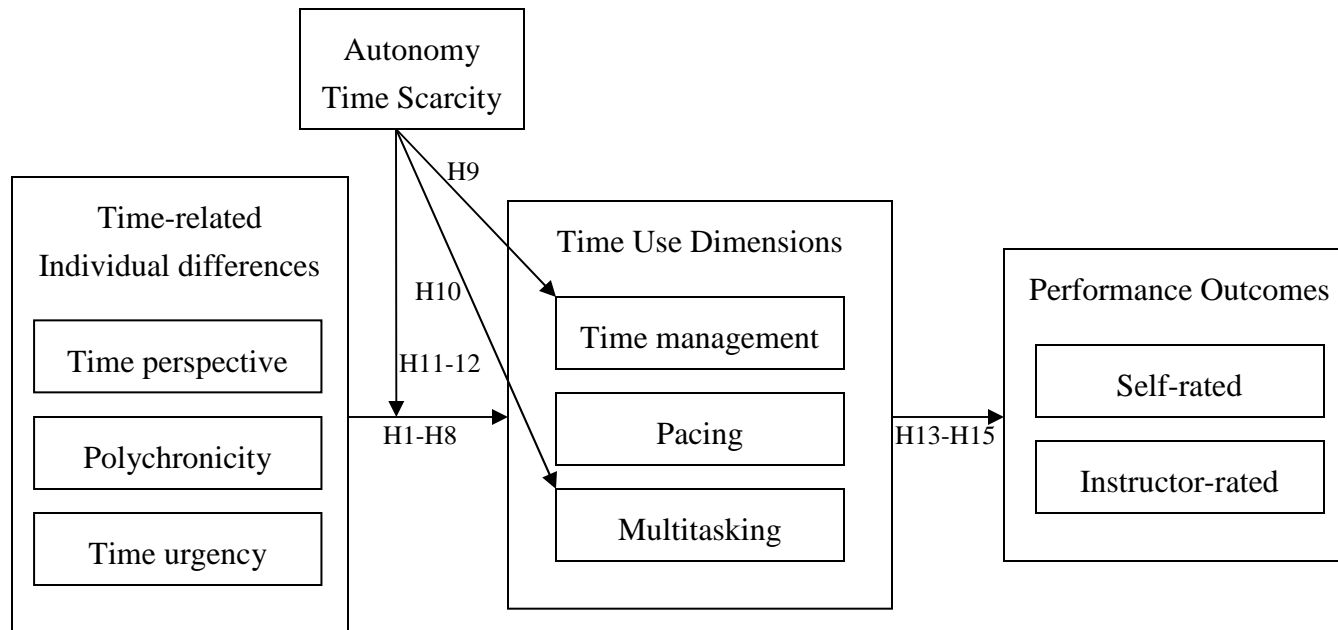 Autonomy
Time Scarcity
H9
H10
H11-12
Time-related
Individual differences
Time perspective
Polychronicity
Time urgency
H1-H8
Time Use Dimensions
Time management
Pacing
Multitasking
H13-H15
Performance Outcomes
Self-rated
Instructor-rated